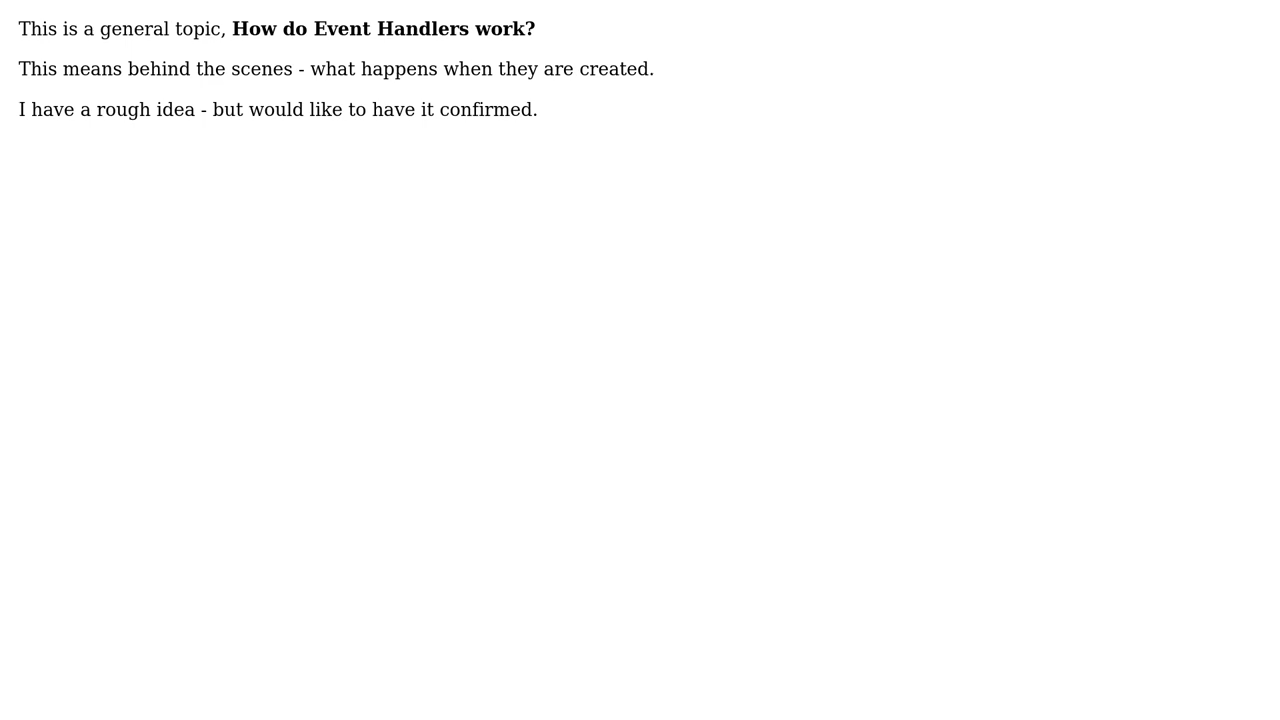 This is a general topic, How do Event Handlers work?
This means behind the scenes - what happens when they are created.
I have a rough idea - but would like to have it confirmed.